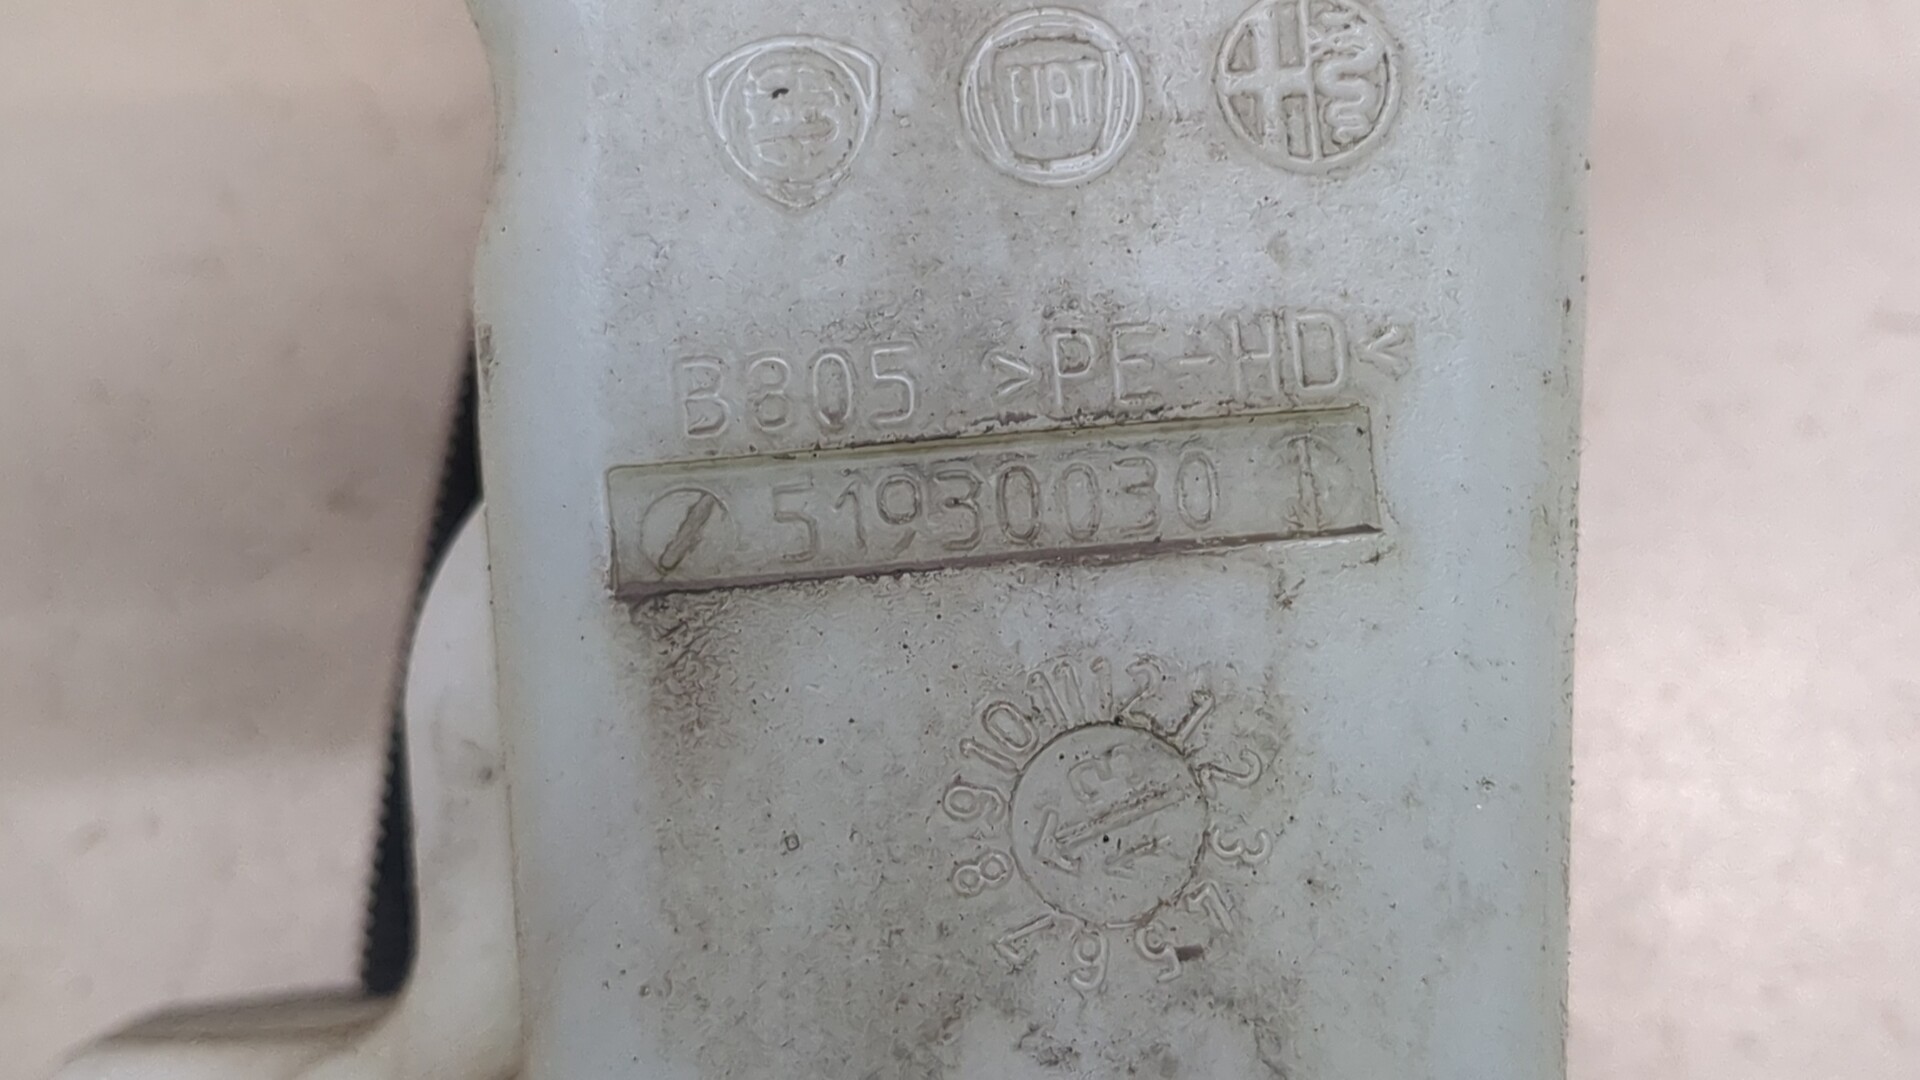 FIAT
B805 >PE-HD<
51930030
1 2 3 4 5 6 7 8 9 10 11 12